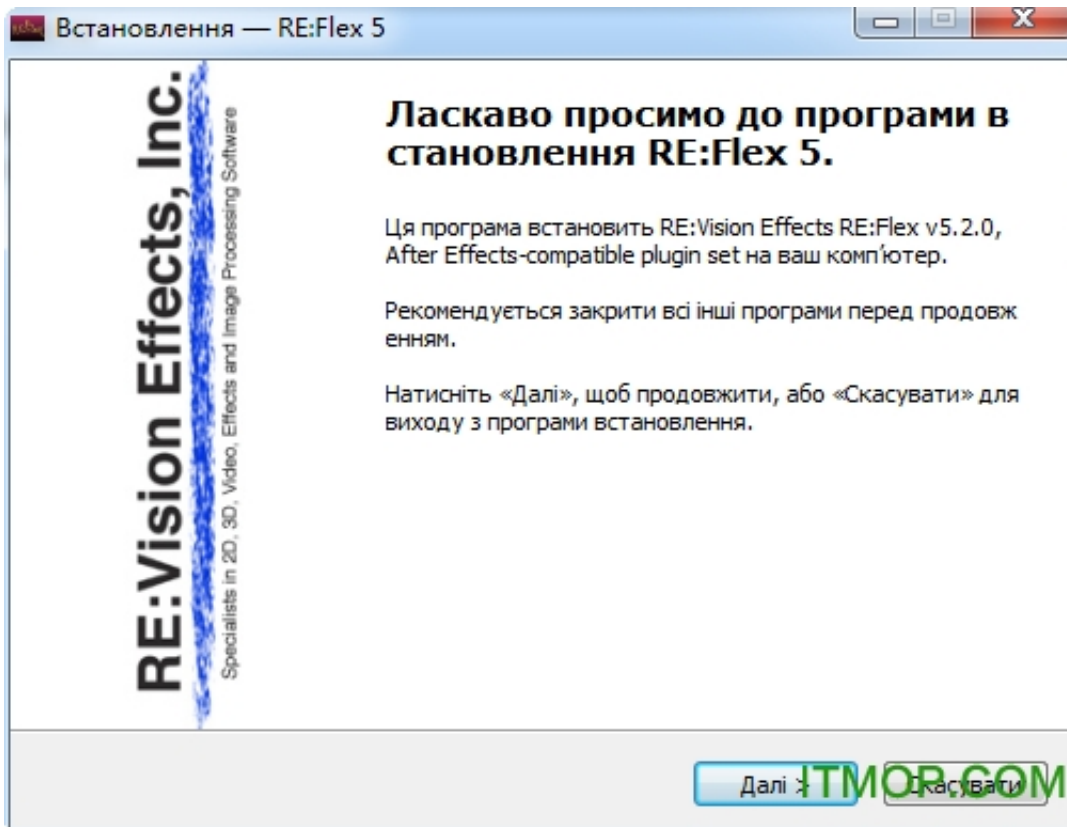 Встановлення — RE:Flex 5
RE:Vision Effects, Inc.
Specialists in 2D, 3D, Video, Effects and Image Processing Software
Ласкаво просимо до програми в
становлення RE:Flex 5.
Ця програма встановить RE:Vision Effects RE:Flex v5.2.0,
After Effects-compatible plugin set на ваш комп’ютер.
Рекомендується закрити всі інші програми перед продовж
енням.
Натисніть «Далі», щоб продовжити, або «Скасувати» для
виходу з програми встановлення.
Далі >
Скасувати
ITMOP.COM